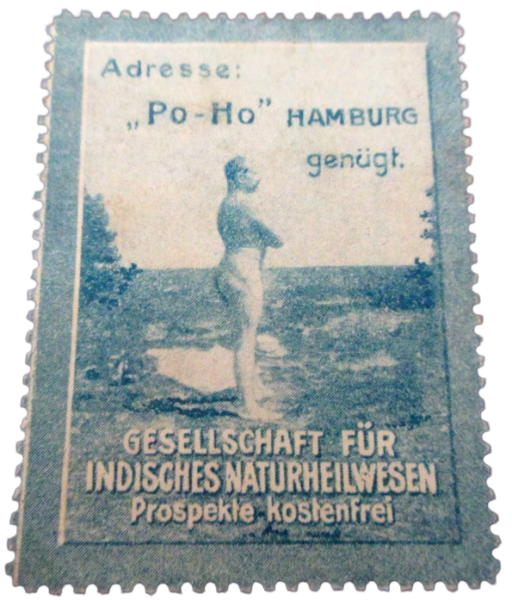 Adresse:
„Po-Ho" HAMBURG
genügt.
GESELLSCHAFT FÜR
INDISCHES NATURHEILWESEN
Prospekte kostenfrei